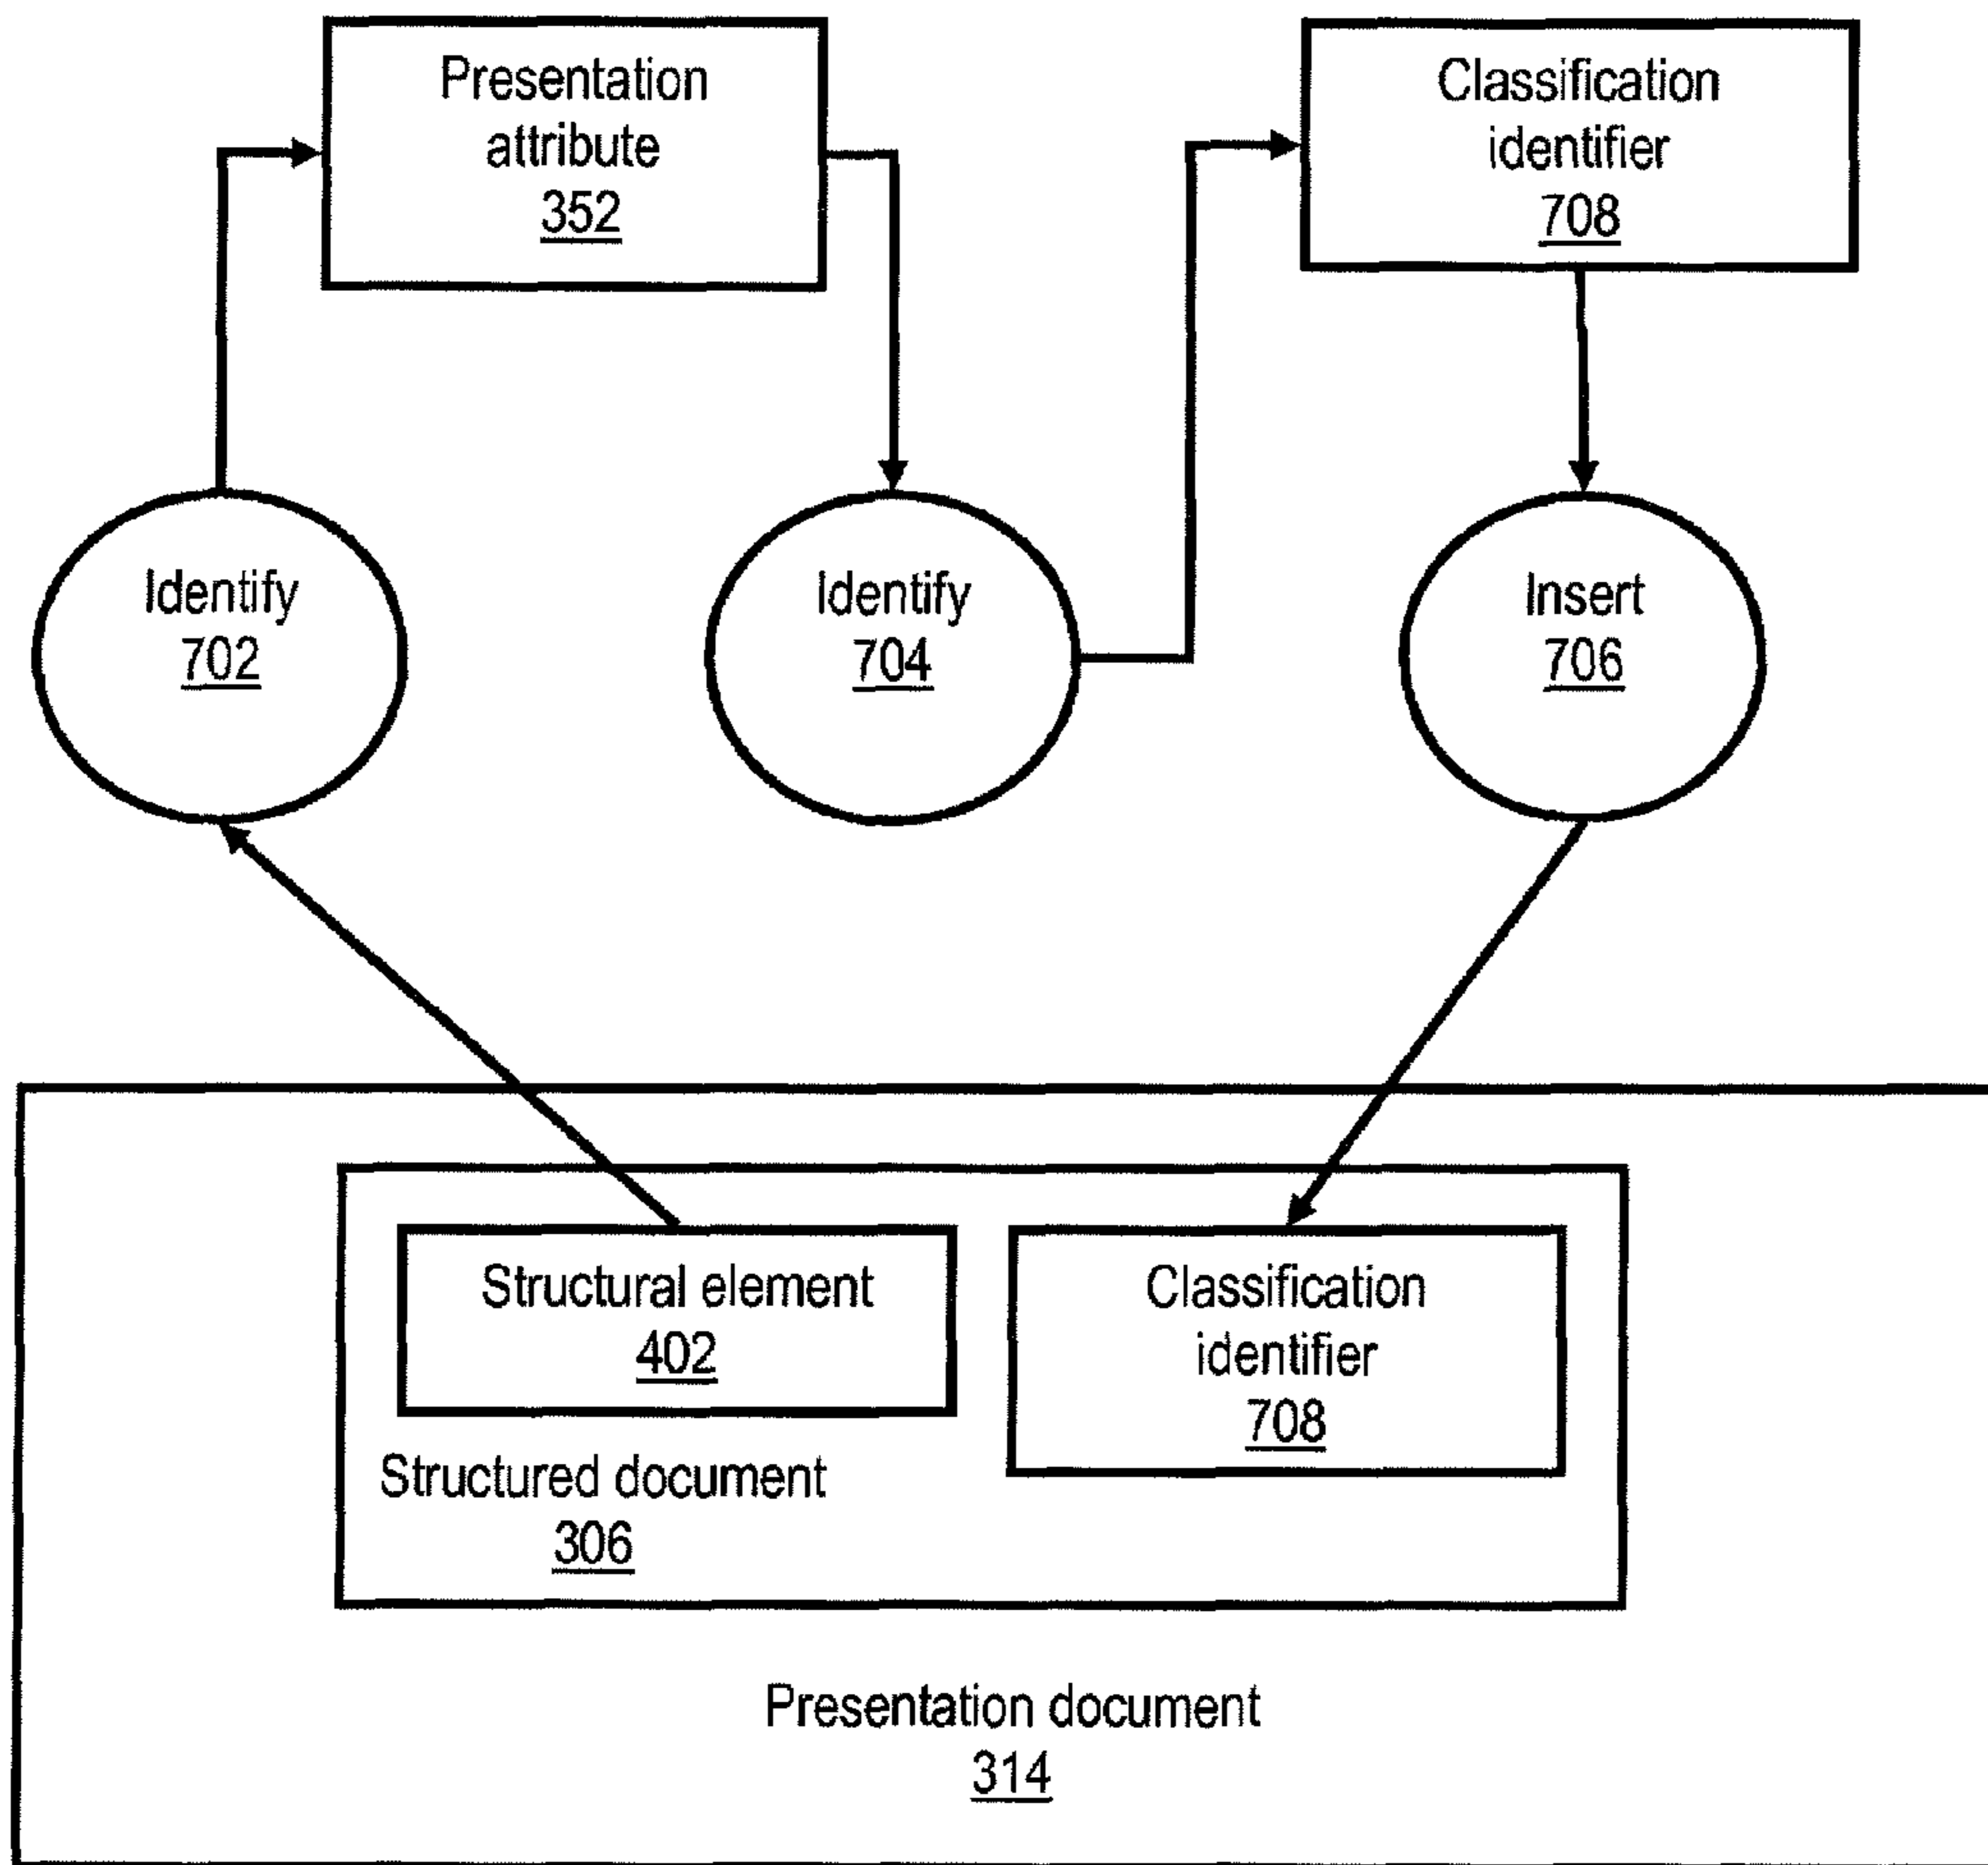 Presentation
attribute
352
Classification
identifier
708
Identify
702
Identify
704
Insert
706
Structural element
402
Classification
identifier
708
Structured document
306
Presentation document
314